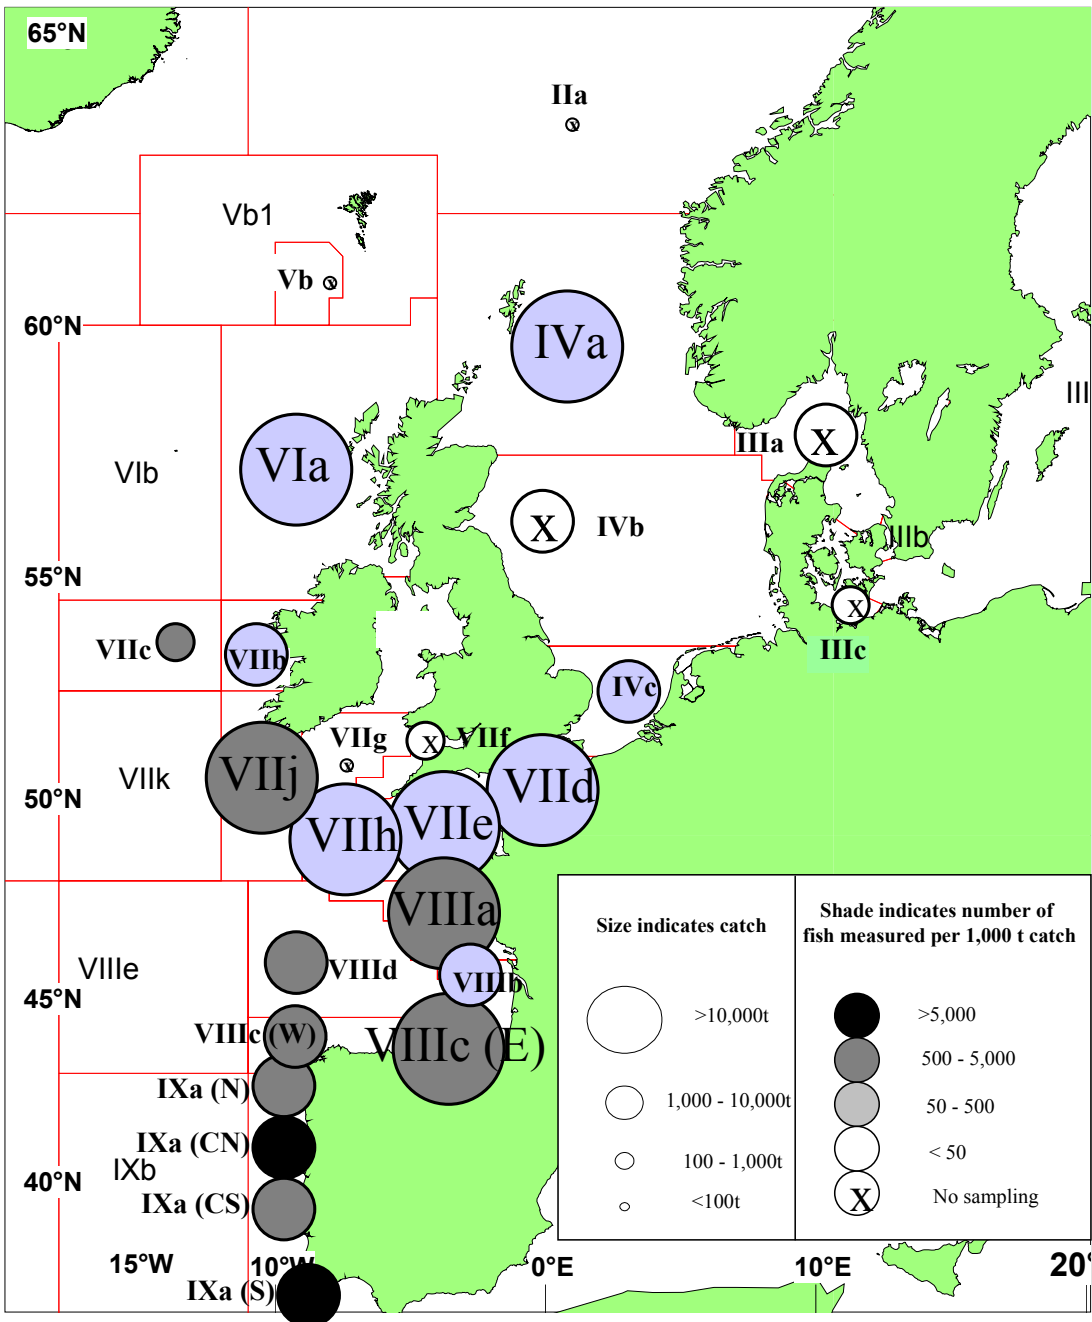 65°N
IIa
x
Vb1
Vb x
60°N
IVa
III
IIIa X
VIa
VIb
X IVb
IIIb
55°N
X
VIIc
VIIb
IIIc
IVc
VIIg
X VIIf
x
VIIj
VIIk
VIId
50°N
VIIh
VIIe
VIIIa
Size indicates catch
Shade indicates number of
fish measured per 1,000 t catch
VIIIe
VIIId
VIIIb
45°N
>10,000t
>5,000
VIIIc (W)
VIIIc (E)
500 - 5,000
IXa (N)
1,000 - 10,000t
50 - 500
IXa (CN)
100 - 1,000t
< 50
IXb
40°N
IXa (CS)
<100t
X No sampling
15°W
10°W
0°E
10°E
20°
IXa (S)